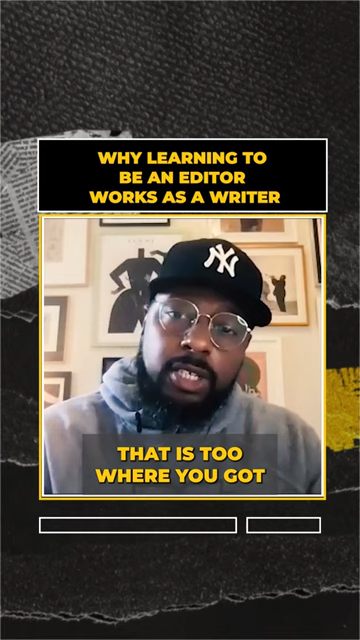 WHY LEARNING TO
BE AN EDITOR
WORKS AS A WRITER
NY
THAT IS TOO
WHERE YOU GOT